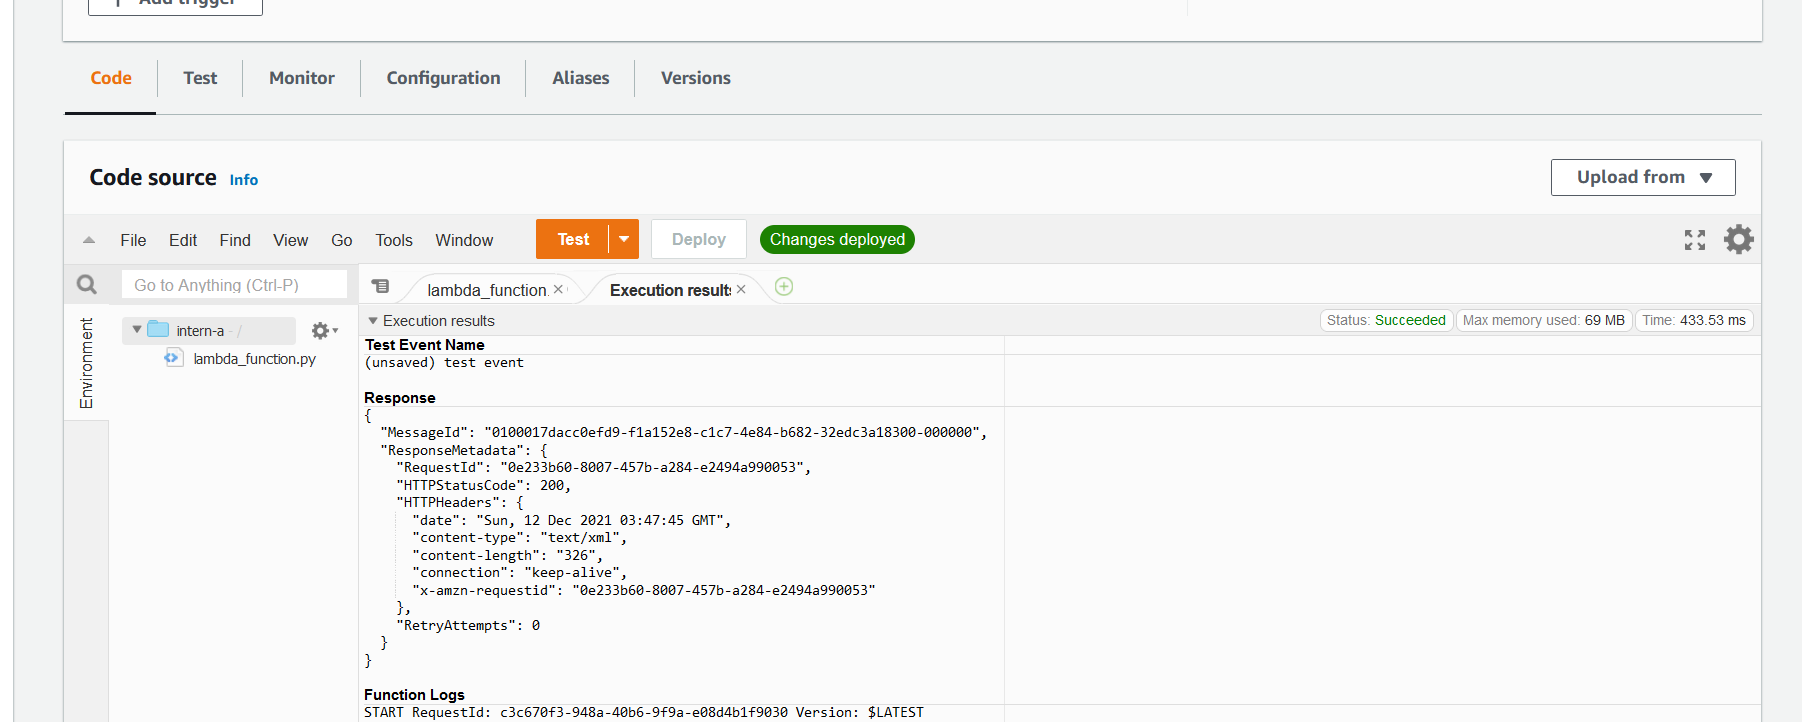 Add trigger
Code Test Monitor Configuration Aliases Versions
Code source Info Upload from
File Edit Find View Go Tools Window Test Deploy Changes deployed
Go to Anything (Ctrl-P) lambda_function. Execution results
Environment
intern-a - /
lambda_function.py
Execution results Status: Succeeded Max memory used: 69 MB Time: 433.53 ms
Test Event Name
(unsaved) test event
Response
{
"MessageId": "0100017dacc0efd9-f1a152e8-c1c7-4e84-b682-32edc3a18300-000000",
"ResponseMetadata": {
"RequestId": "0e233b60-8007-457b-a284-e2494a990053",
"HTTPStatusCode": 200,
"HTTPHeaders": {
"date": "Sun, 12 Dec 2021 03:47:45 GMT",
"content-type": "text/xml",
"content-length": "326",
"connection": "keep-alive",
"x-amzn-requestid": "0e233b60-8007-457b-a284-e2494a990053"
},
"RetryAttempts": 0
}
}
Function Logs
START RequestId: c3c670f3-948a-40b6-9f9a-e08d4b1f9030 Version: $LATEST